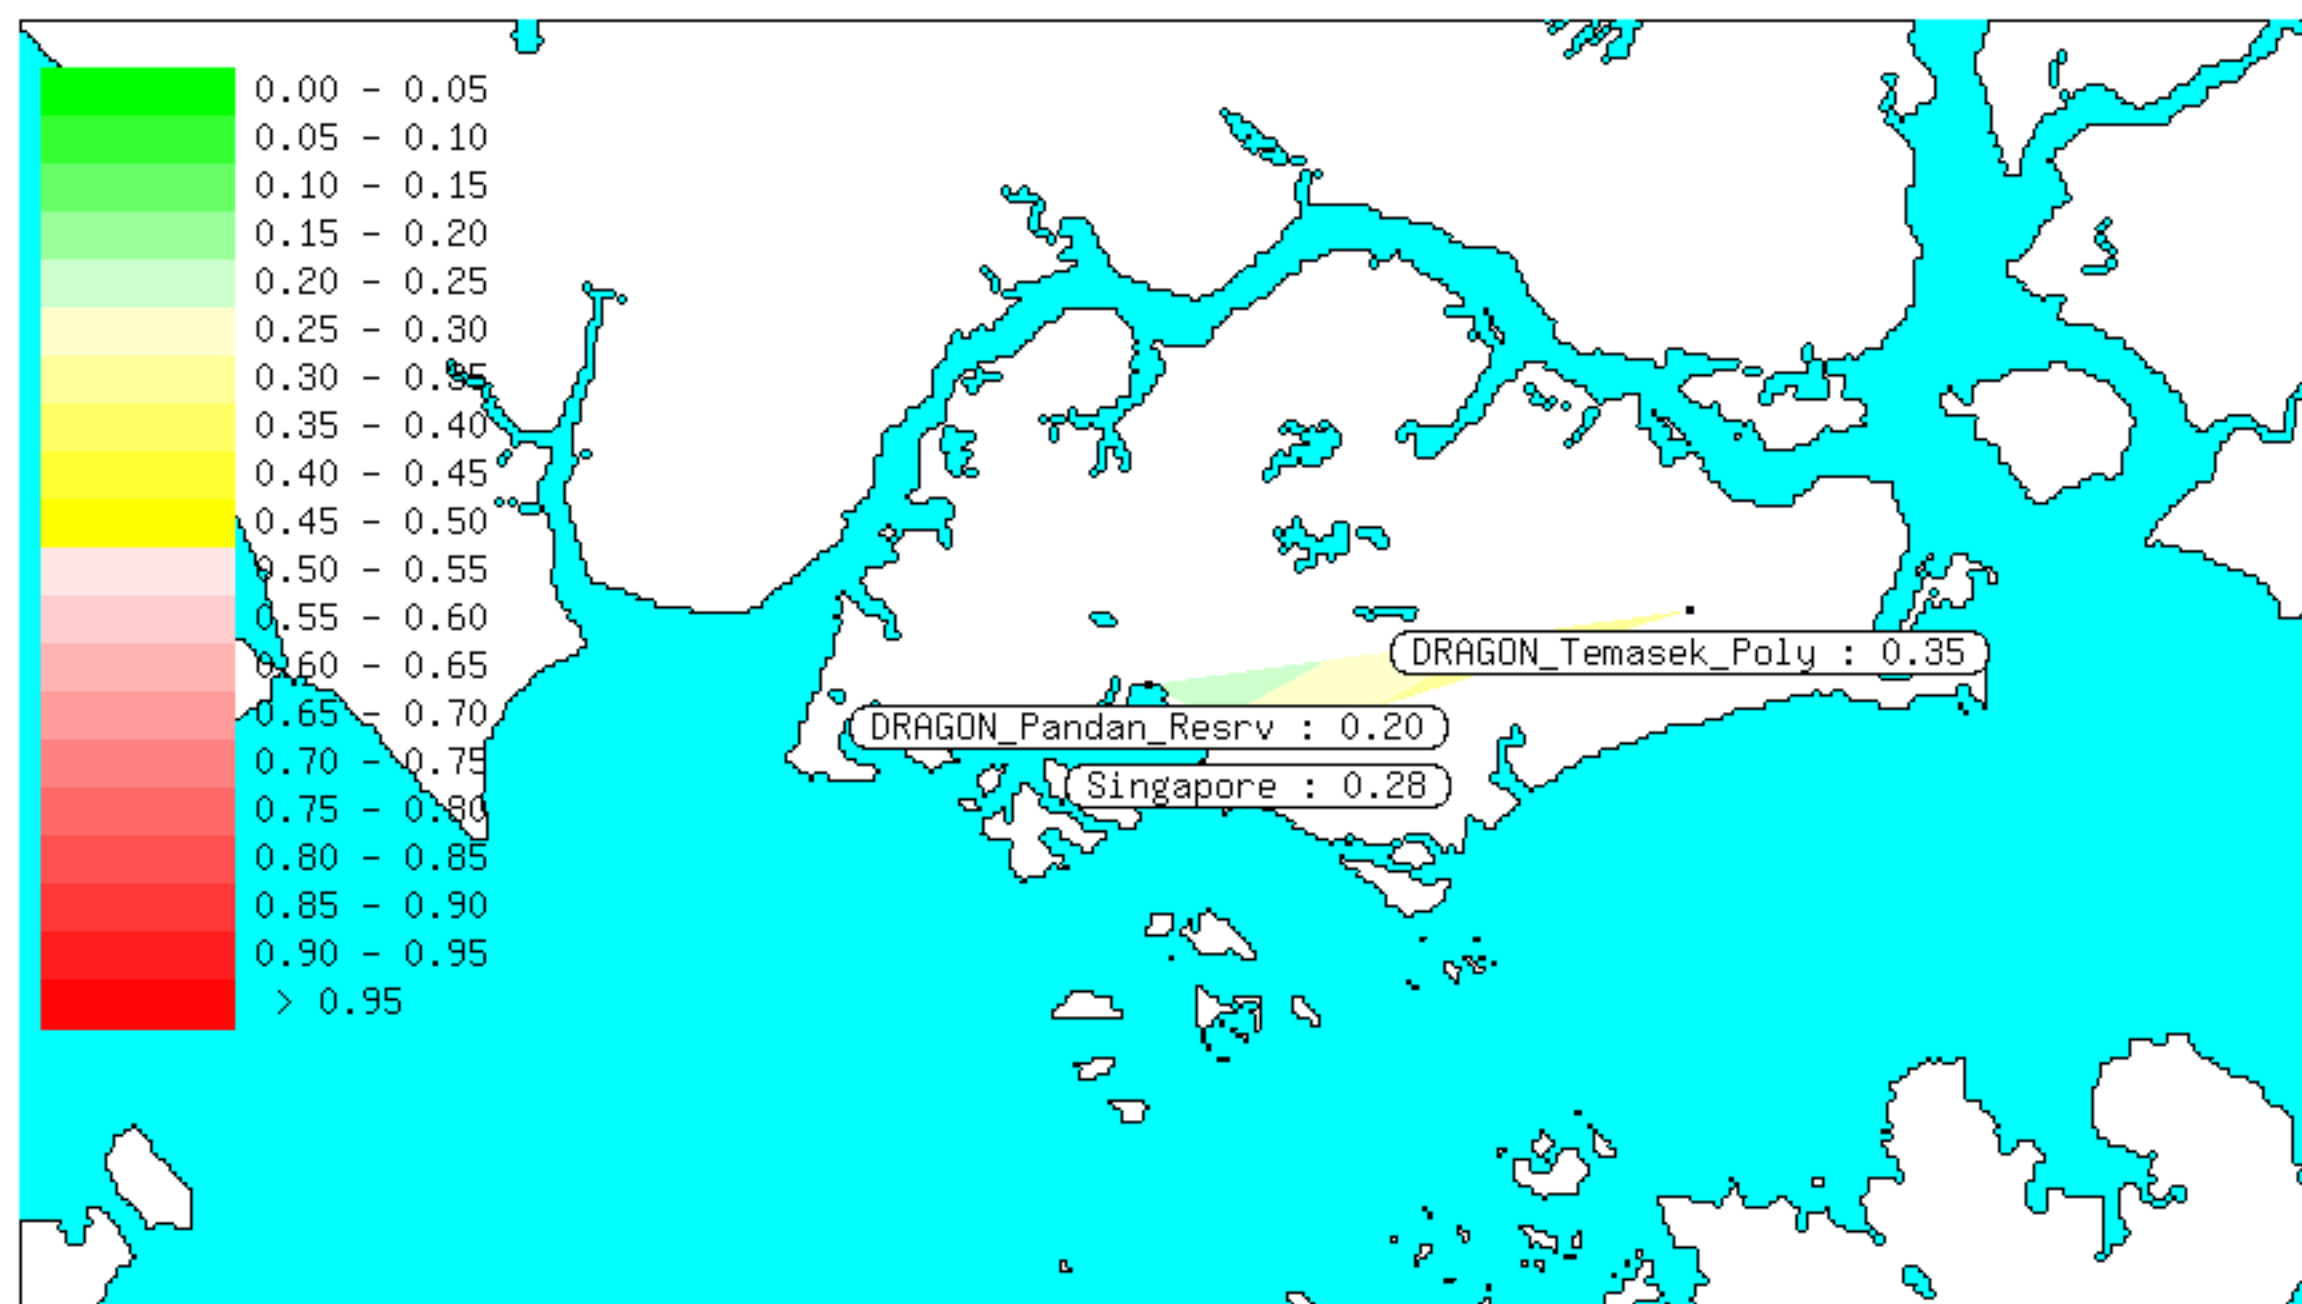 0.00 - 0.05
0.05 - 0.10
0.10 - 0.15
0.15 - 0.20
0.20 - 0.25
0.25 - 0.30
0.30 - 0.35
0.35 - 0.40
0.40 - 0.45
0.45 - 0.50
0.50 - 0.55
0.55 - 0.60
0.60 - 0.65
0.65 - 0.70
0.70 - 0.75
0.75 - 0.80
0.80 - 0.85
0.85 - 0.90
0.90 - 0.95
> 0.95
DRAGON_Temasek_Poly : 0.35
DRAGON_Pandan_Resrv : 0.20
Singapore : 0.28